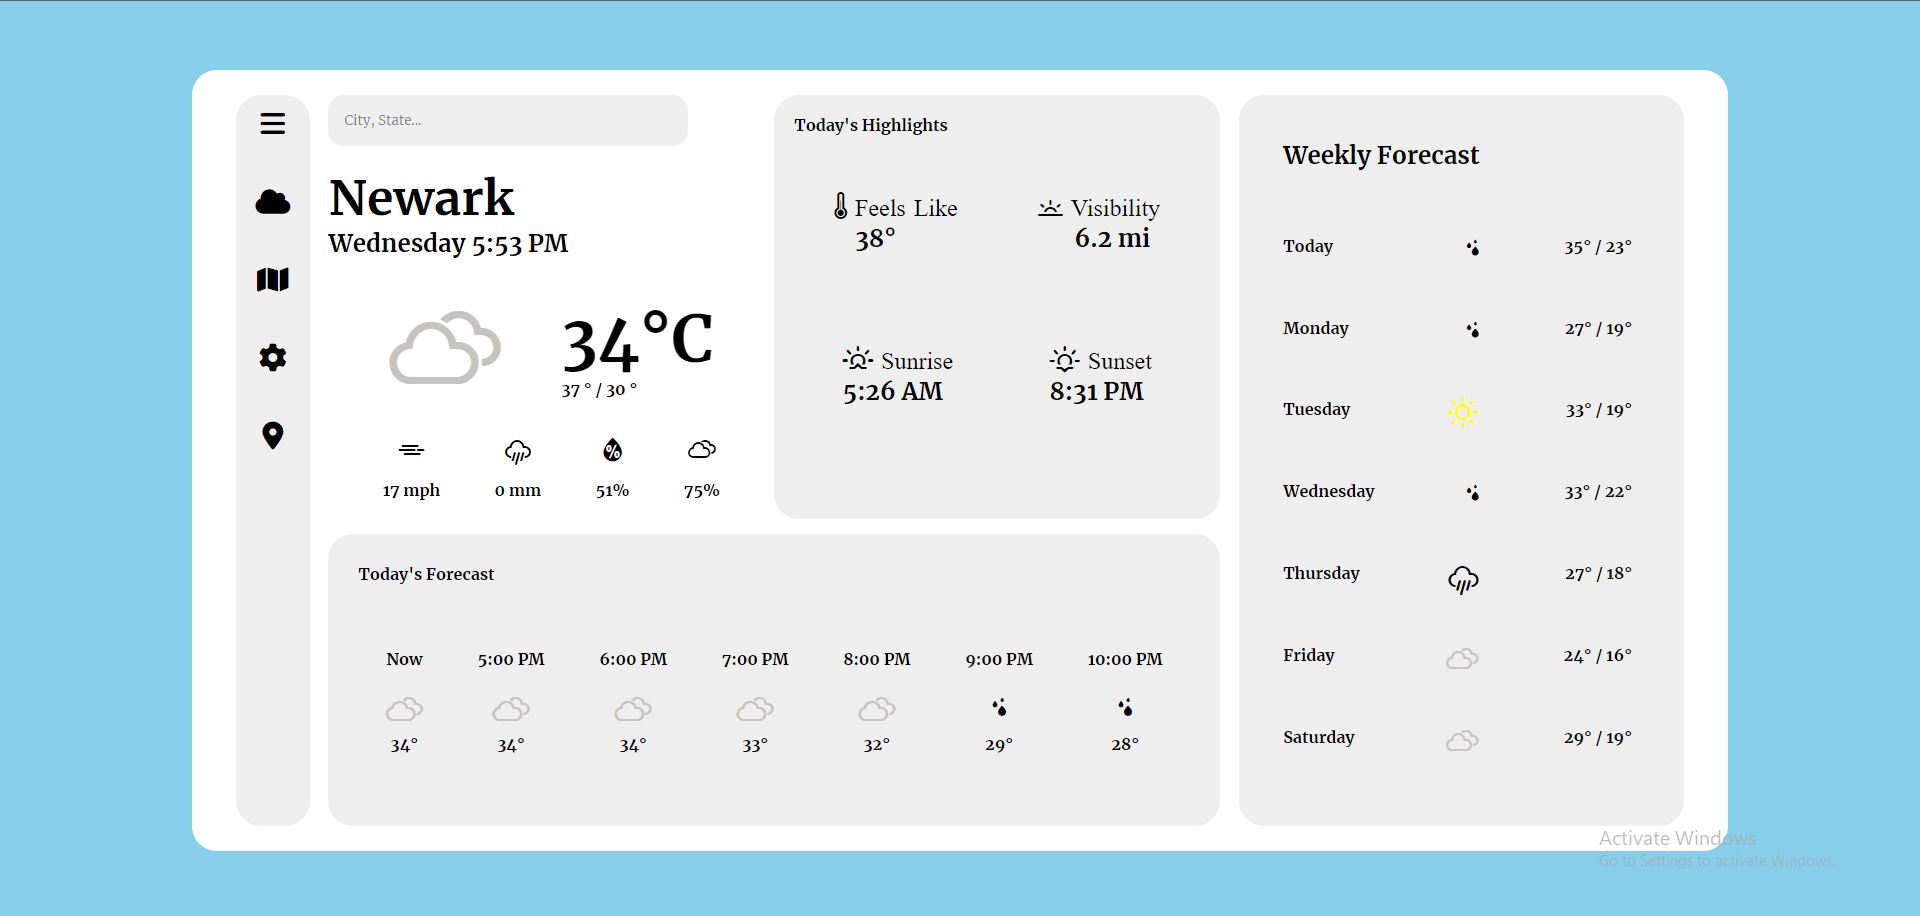 City, State...
Newark
Wednesday 5:53 PM
34°C
37 ° / 30 °
17 mph
0 mm
%
51%
75%
Today's Highlights
Feels Like
38°
Visibility
6.2 mi
Sunrise
5:26 AM
Sunset
8:31 PM
Today's Forecast
Now 5:00 PM 6:00 PM 7:00 PM 8:00 PM 9:00 PM 10:00 PM
34° 34° 34° 33° 32° 29° 28°
Weekly Forecast
Today 35° / 23°
Monday 27° / 19°
Tuesday 33° / 19°
Wednesday 33° / 22°
Thursday 27° / 18°
Friday 24° / 16°
Saturday 29° / 19°
Activate Windows
Go to Settings to activate Windows.